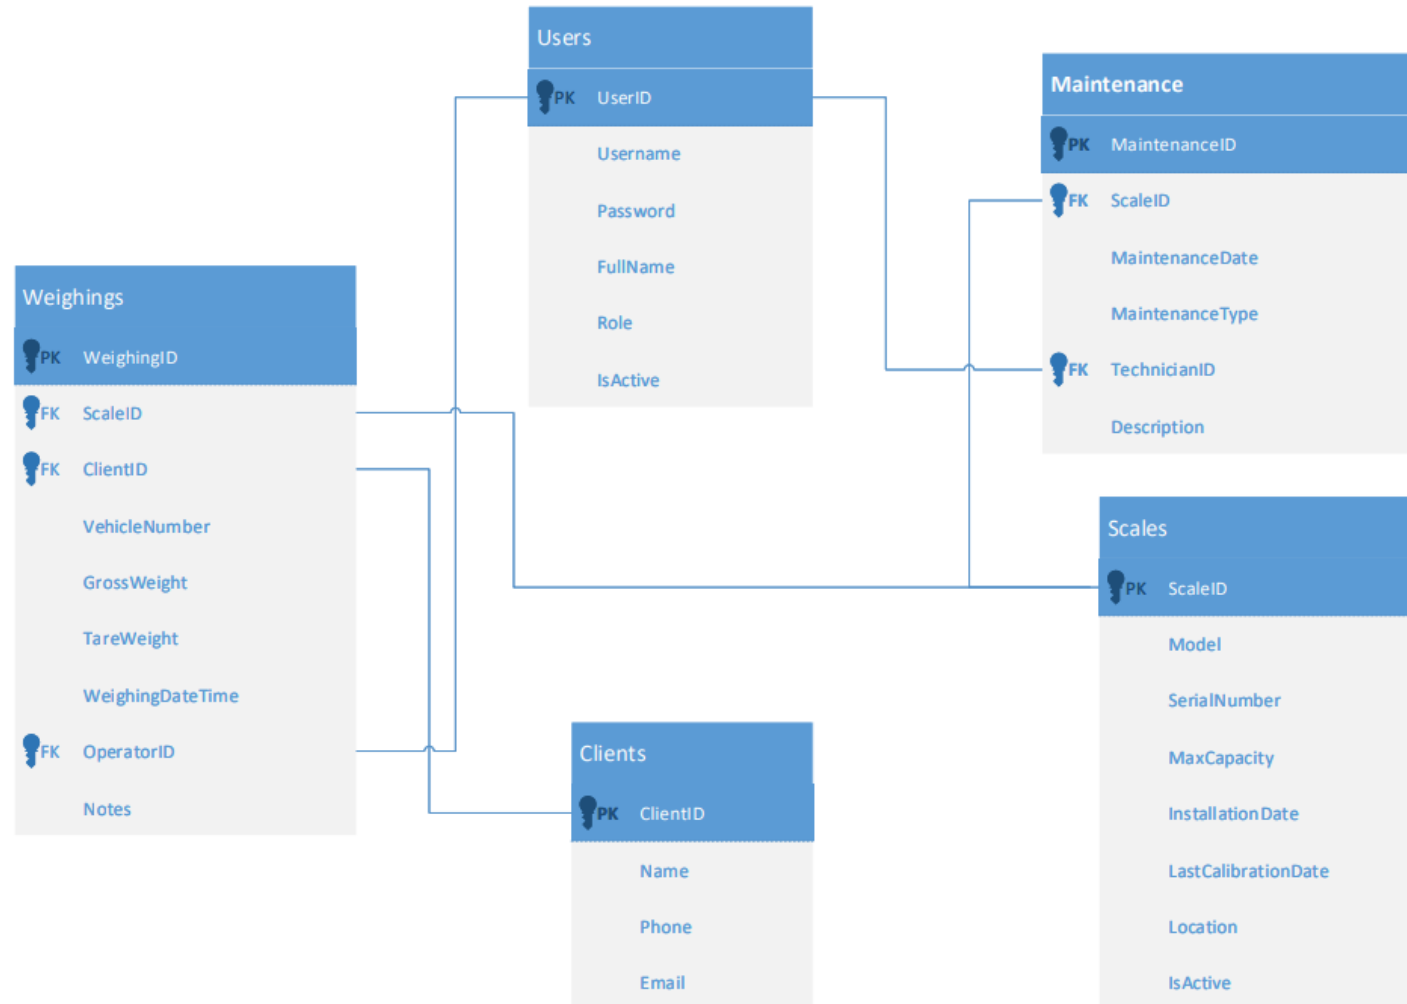 Users
PK UserID
Username
Password
FullName
Role
IsActive
Maintenance
PK MaintenanceID
FK ScaleID
MaintenanceDate
MaintenanceType
FK TechnicianID
Description
Weighings
PK WeighingID
FK ScaleID
FK ClientID
VehicleNumber
GrossWeight
TareWeight
WeighingDateTime
FK OperatorID
Notes
Clients
PK ClientID
Name
Phone
Email
Scales
PK ScaleID
Model
SerialNumber
MaxCapacity
InstallationDate
LastCalibrationDate
Location
IsActive